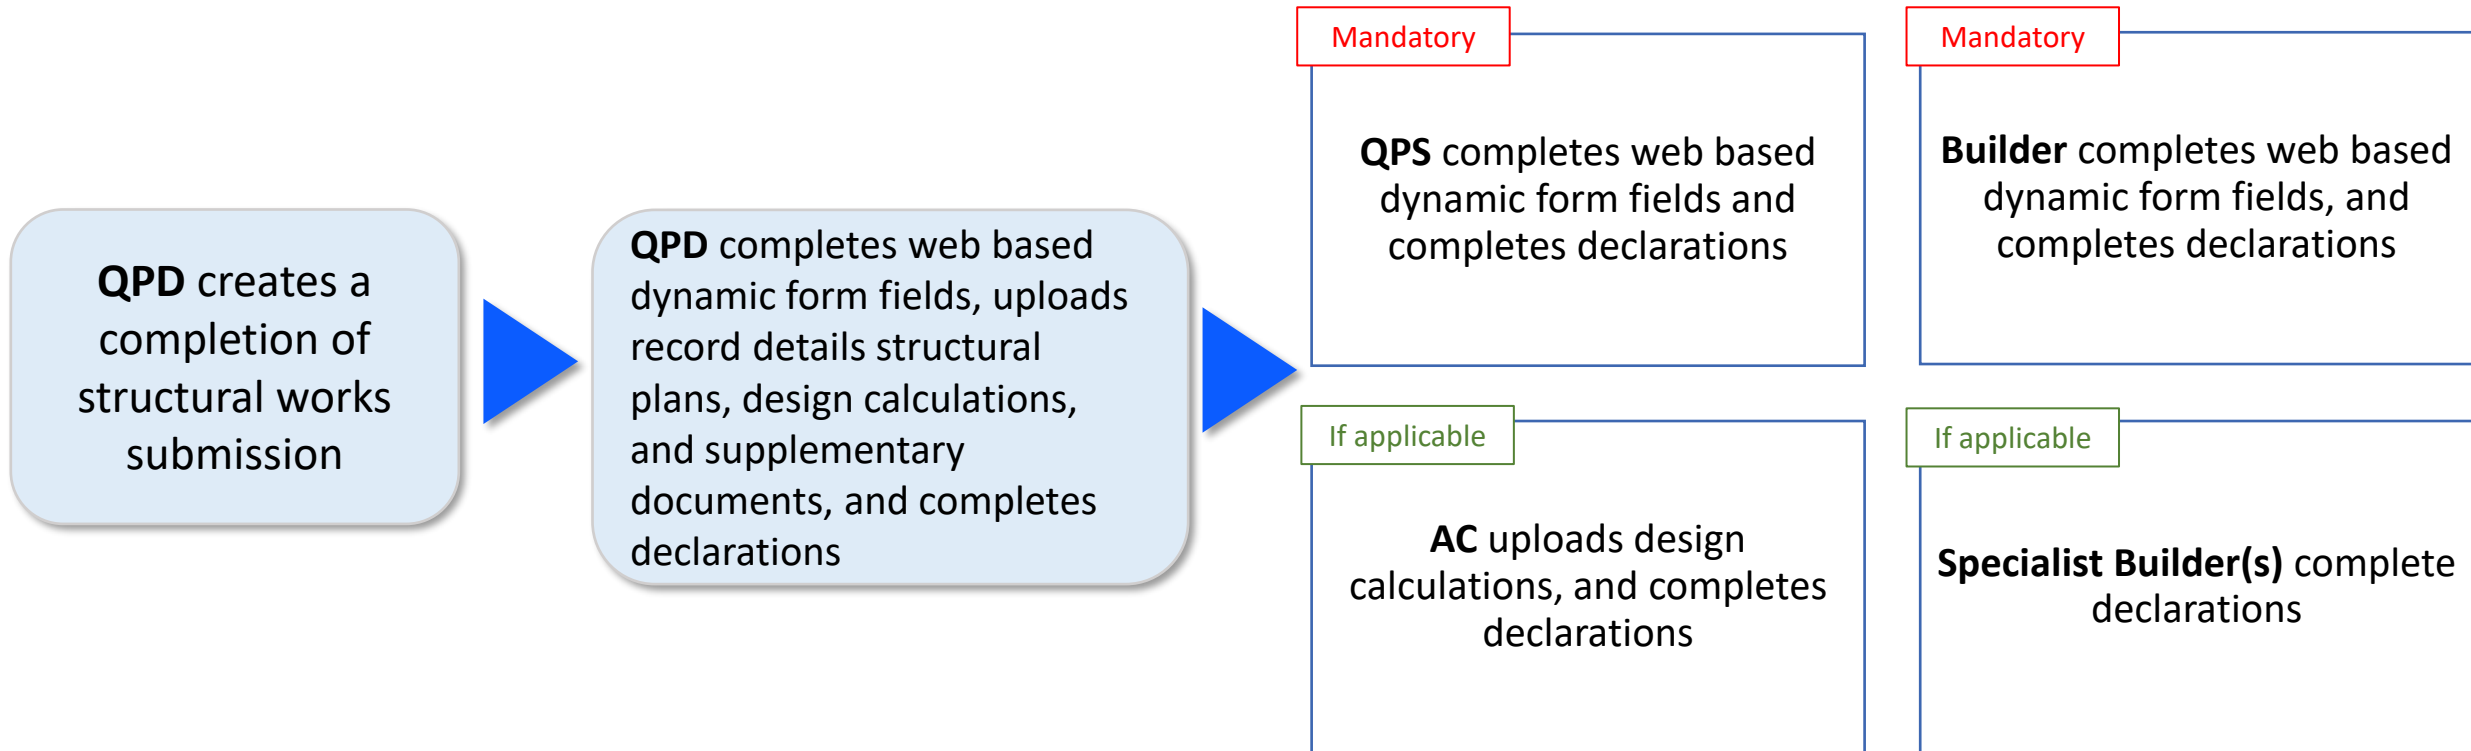 QPD creates a
completion of
structural works
submission
QPD completes web based
dynamic form fields, uploads
record details structural
plans, design calculations,
and supplementary
documents, and completes
declarations
Mandatory
QPS completes web based
dynamic form fields and
completes declarations
Mandatory
Builder completes web based
dynamic form fields, and
completes declarations
If applicable
AC uploads design
calculations, and completes
declarations
If applicable
Specialist Builder(s) complete
declarations